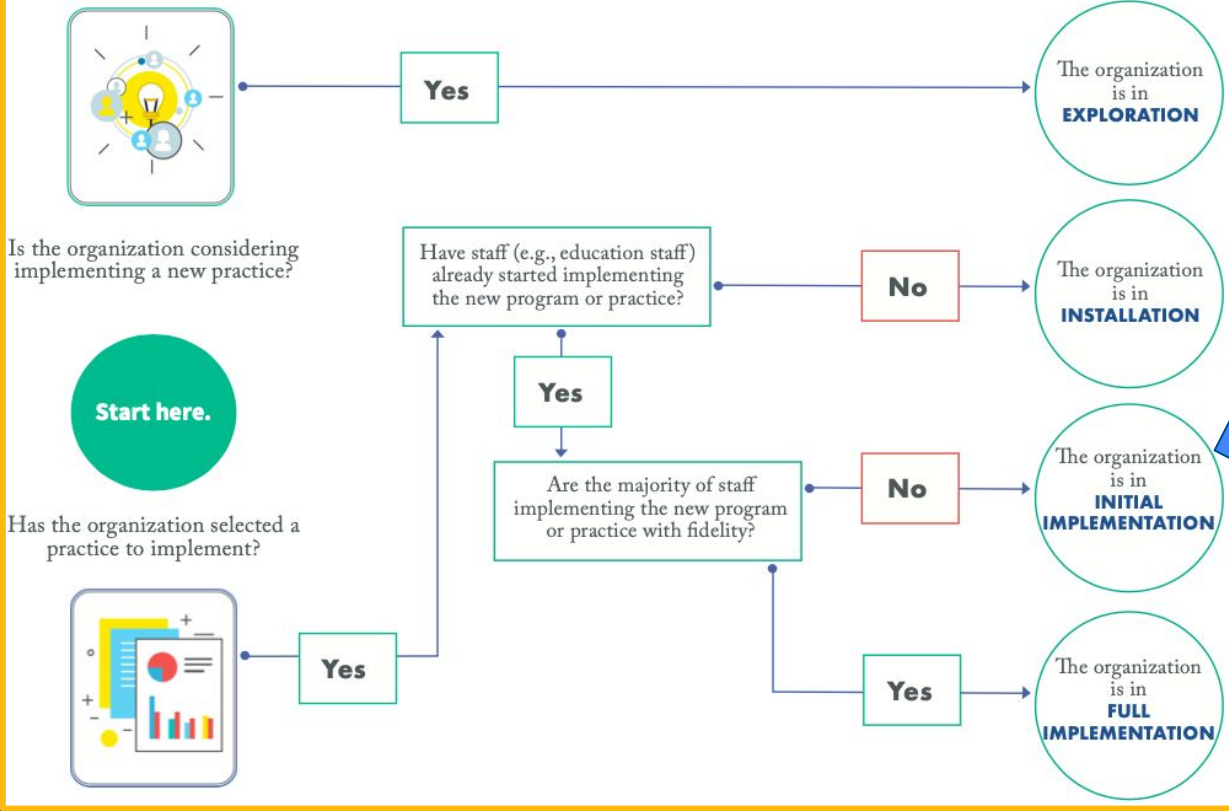 Yes
The organization
is in
EXPLORATION
Is the organization considering
implementing a new practice?
Have staff (e.g., education staff)
already started implementing
the new program or practice?
No
The organization
is in
INSTALLATION
Start here.
Yes
Has the organization selected a
practice to implement?
Are the majority of staff
implementing the new program
or practice with fidelity?
No
The organization
is in
INITIAL
IMPLEMENTATION
Yes
Yes
The organization
is in
FULL
IMPLEMENTATION